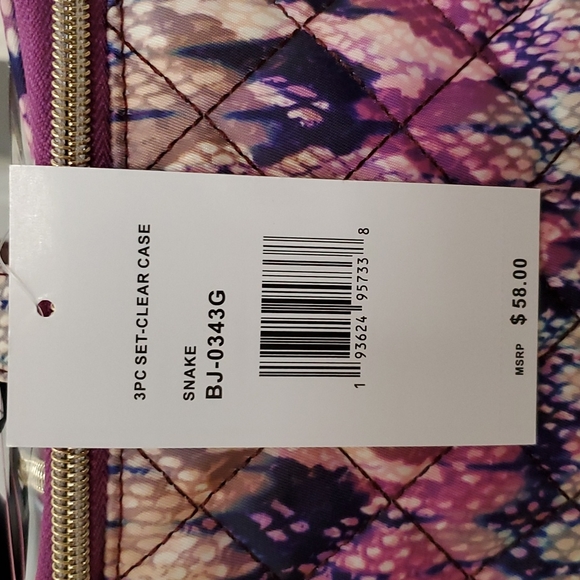 3PC SET-CLEAR CASE
SNAKE
BJ-0343G
1 93624 95733 8
MSRP $ 58.00